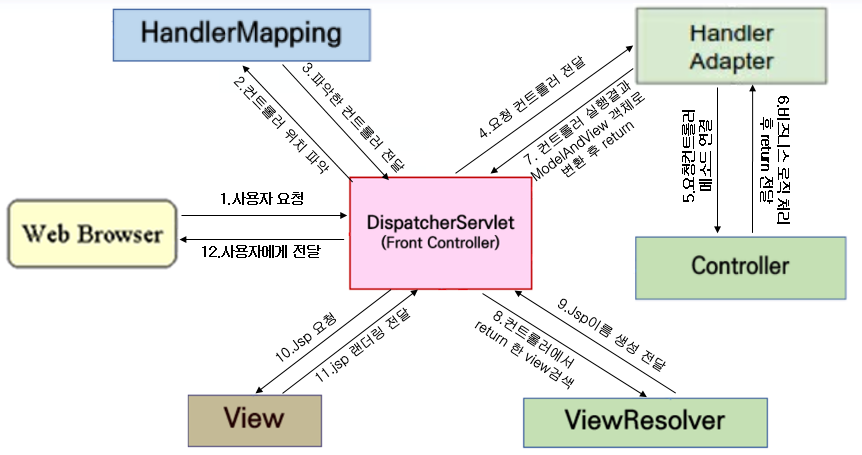 HandlerMapping
Handler
Adapter
2.컨트롤러 위치 파악
3.파악한 컨트롤러 전달
4.요청 컨트롤러 전달
7. 컨트롤러 실행결과
ModelAndView 객체로
변환 후 return
5.요청컨트롤러
메소드 연결
6.비즈니스 로직 처리
후 return 전달
1.사용자 요청
Web Browser
DispatcherServlet
(Front Controller)
12.사용자에게 전달
Controller
10.Jsp 요청
11.jsp 랜더링 전달
8.컨트롤러에서
return 한 view검색
9.Jsp이름 생성 전달
View
ViewResolver